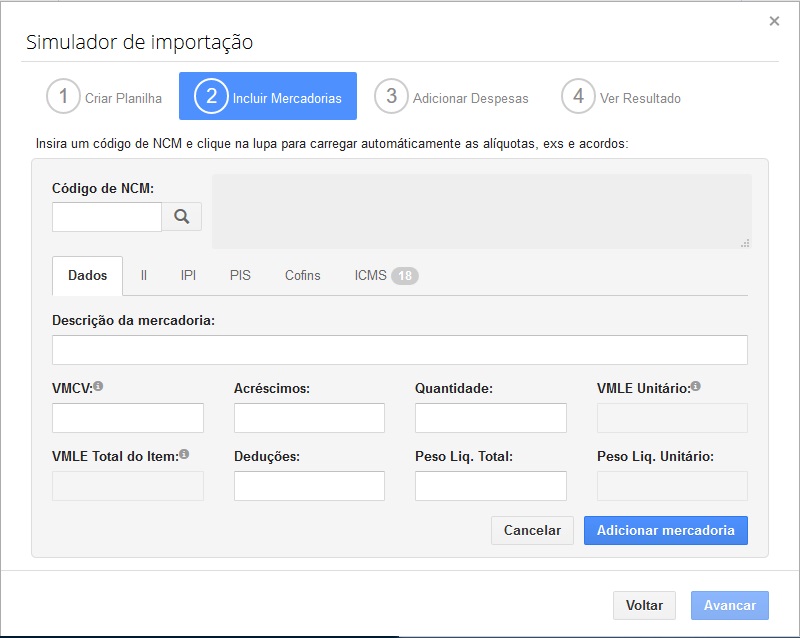 ×
Simulador de importação
1 Criar Planilha 2 Incluir Mercadorias 3 Adicionar Despesas 4 Ver Resultado
Insira um código de NCM e clique na lupa para carregar automáticamente as alíquotas, exs e acordos:
Código de NCM:
Dados II IPI PIS Cofins ICMS 18
Descrição da mercadoria:
VMCV: Acréscimos: Quantidade: VMLE Unitário:
VMLE Total do Item: Deduções: Peso Liq. Total: Peso Liq. Unitário:
Cancelar Adicionar mercadoria
Voltar Avancar